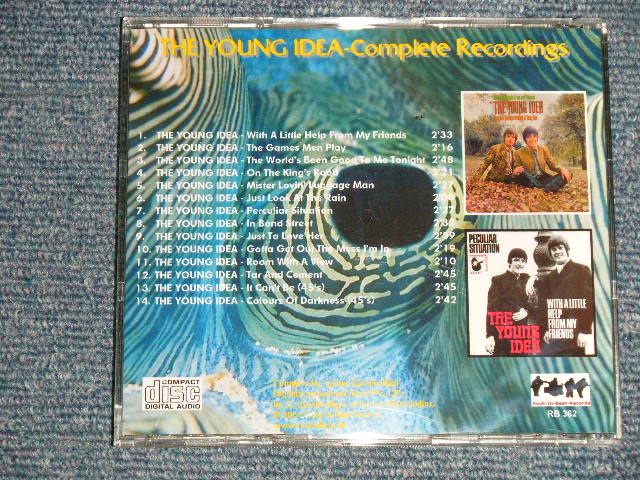 THE YOUNG IDEA-Complete Recordings
1. THE YOUNG IDEA - With A Little Help From My Friends 2'33
2. THE YOUNG IDEA - The Games Men Play 2'16
3. THE YOUNG IDEA - The World's Been Good To Me Tonight 2'48
4. THE YOUNG IDEA - On The King's Road 2'21
5. THE YOUNG IDEA - Mister Lovin' Luggage Man
6. THE YOUNG IDEA - Just Look At The Rain
7. THE YOUNG IDEA - Perculiar Situation
8. THE YOUNG IDEA - In Bond Street
9. THE YOUNG IDEA - Just To Love Her
10. THE YOUNG IDEA - Gotta Get Out The Mess I'm In 2'19
11. THE YOUNG IDEA - Room With A View 2'10
12. THE YOUNG IDEA - Tar And Cement 2'45
13. THE YOUNG IDEA - It Can't Be (45's) 2'45
14. THE YOUNG IDEA - Colours Of Darkness (45's) 2'42
THE YOUNG IDEA
PECULIAR
SITUATION
WITH A LITTLE
HELP
FROM MY
FRIENDS
THE
YOUNG
IDEA
COMPACT
disc
DIGITAL AUDIO
Rock-In-Beat-Records
RB 362